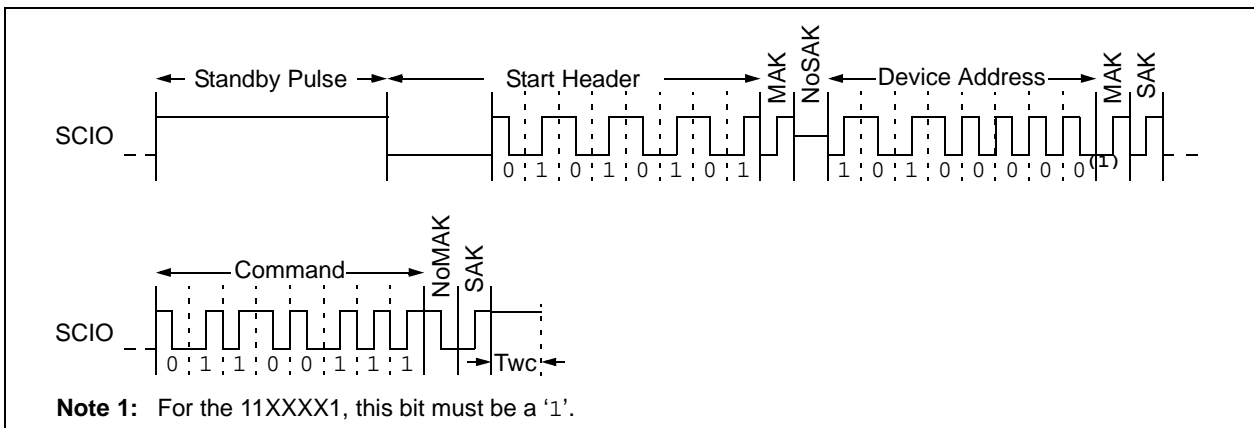 Standby Pulse Start Header MAK NoSAK Device Address MAK SAK
SCIO
0 1 0 1 0 1 0 1 1 0 1 0 0 0 0 0(1)
Command NoMAK SAK
SCIO
0 1 1 0 0 1 1 1 Twc
Note 1: For the 11XXXX1, this bit must be a ‘1’.